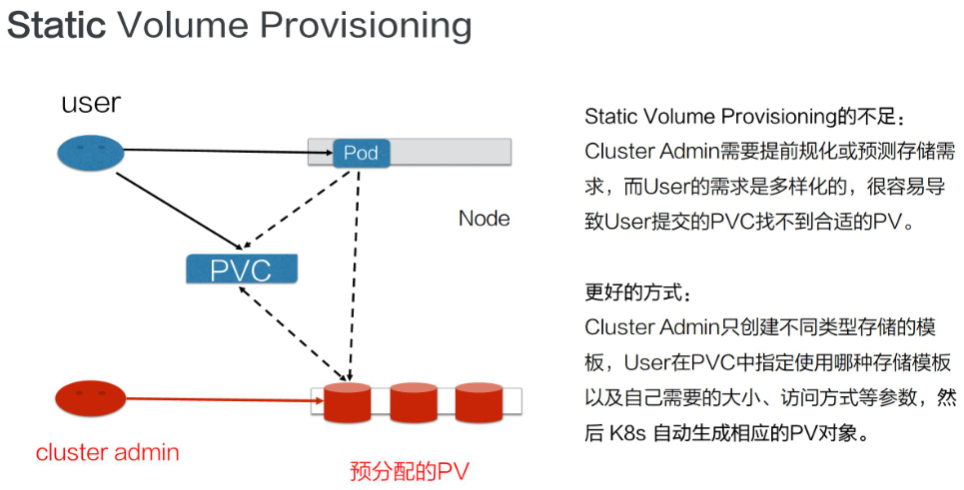 Static Volume Provisioning
user
Pod
Node
PVC
cluster admin
预分配的PV
Static Volume Provisioning的不足：
Cluster Admin需要提前规化或预测存储需
求，而User的需求是多样化的，很容易导
致User提交的PVC找不到合适的PV。
更好的方式：
Cluster Admin只创建不同类型存储的模
板，User在PVC中指定使用哪种存储模板
以及自己需要的大小、访问方式等参数，然
后 K8s 自动生成相应的PV对象。